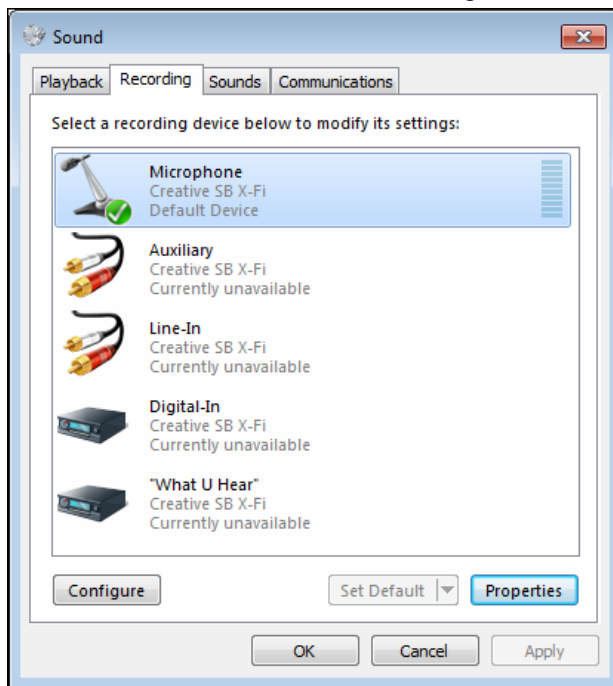 Sound
Playback Recording Sounds Communications
Select a recording device below to modify its settings:
Microphone
Creative SB X-Fi
Default Device
Auxiliary
Creative SB X-Fi
Currently unavailable
Line-In
Creative SB X-Fi
Currently unavailable
Digital-In
Creative SB X-Fi
Currently unavailable
"What U Hear"
Creative SB X-Fi
Currently unavailable
Configure Set Default Properties
OK Cancel Apply